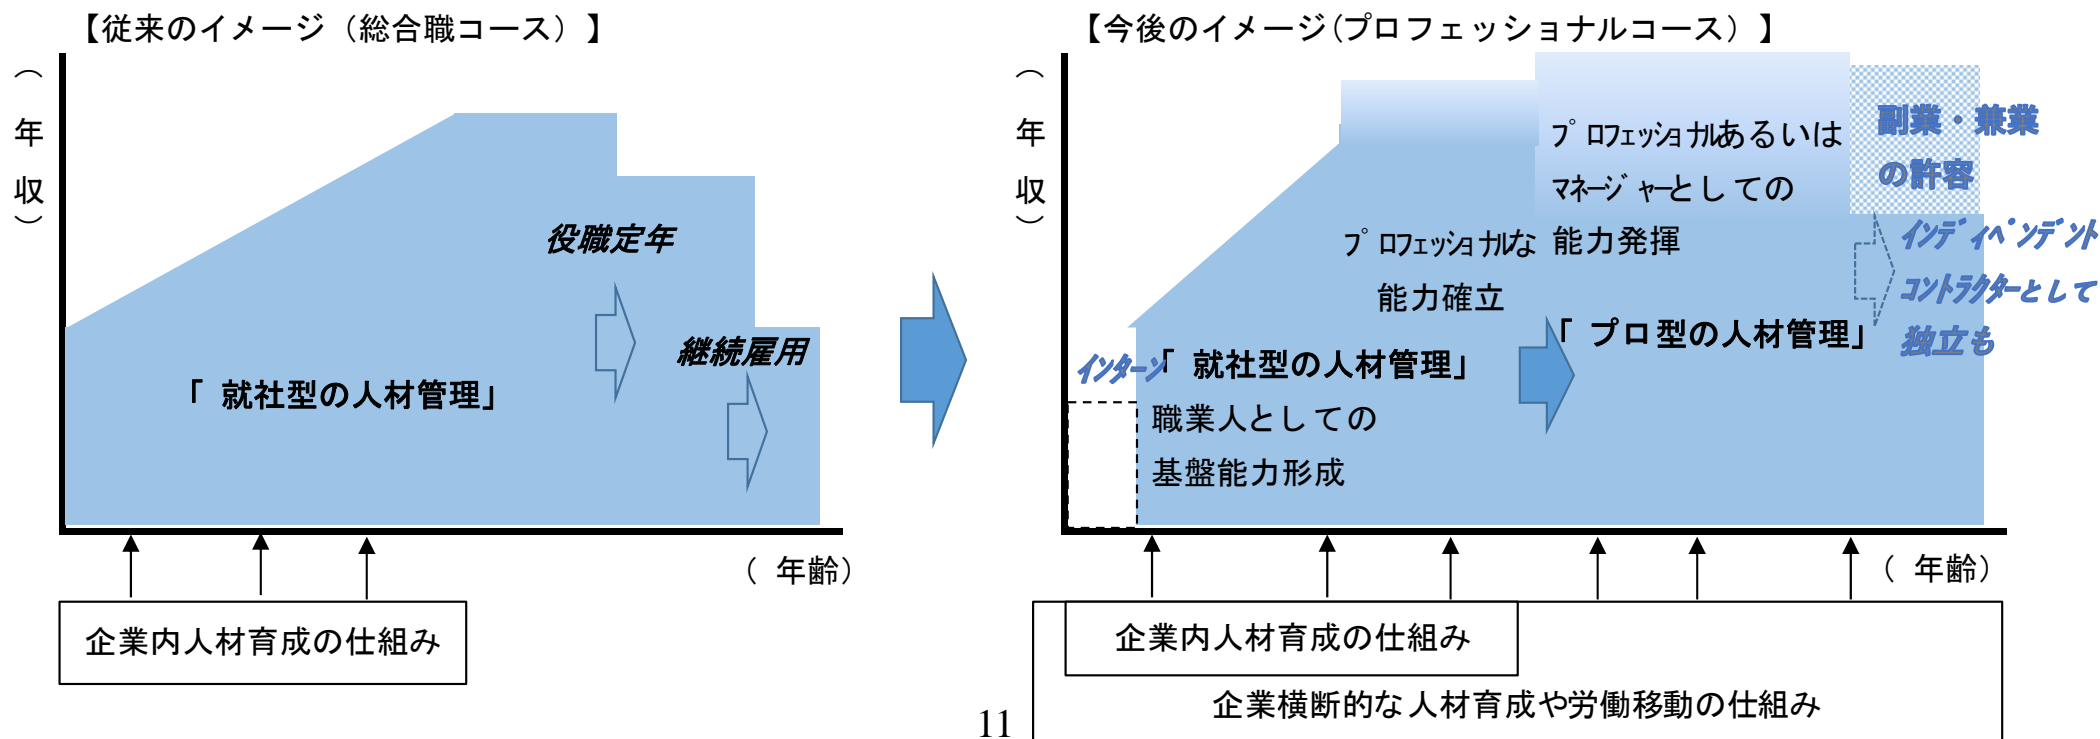 【従来のイメージ（総合職コース）】
（年収）
役職定年
継続雇用
「就社型の人材管理」
（年齢）
企業内人材育成の仕組み
【今後のイメージ(プロフェッショナルコース）】
（年収）
プロフェッショナルあるいは
マネージャーとしての
能力発揮
副業・兼業
の許容
プロフェッショナルな
能力確立
インディペンデント
コントラクターとして
独立も
「プロ型の人材管理」
インターン
「就社型の人材管理」
職業人としての
基盤能力形成
（年齢）
企業内人材育成の仕組み
企業横断的な人材育成や労働移動の仕組み
11